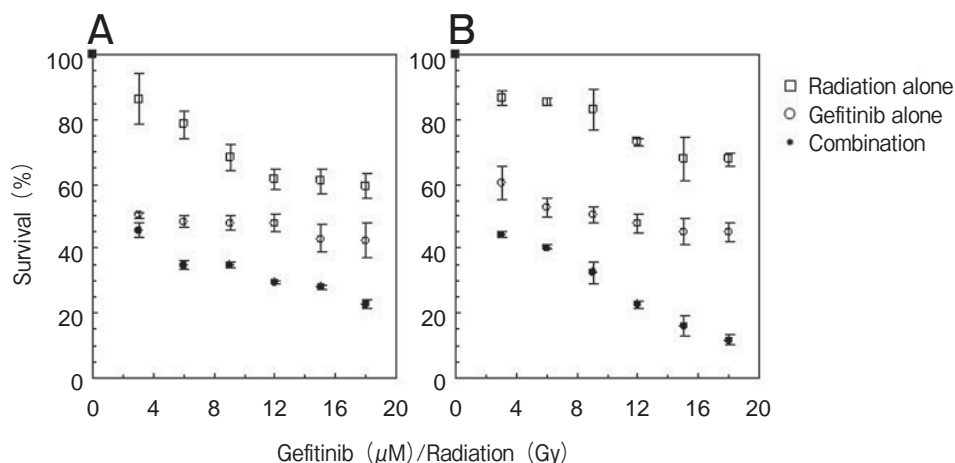 A
B
100
80
60
40
20
0
0 4 8 12 16 20
100
80
60
40
20
0
0 4 8 12 16 20
Survival (%)
Gefitinib (μM)/Radiation (Gy)
Radiation alone
Gefitinib alone
Combination